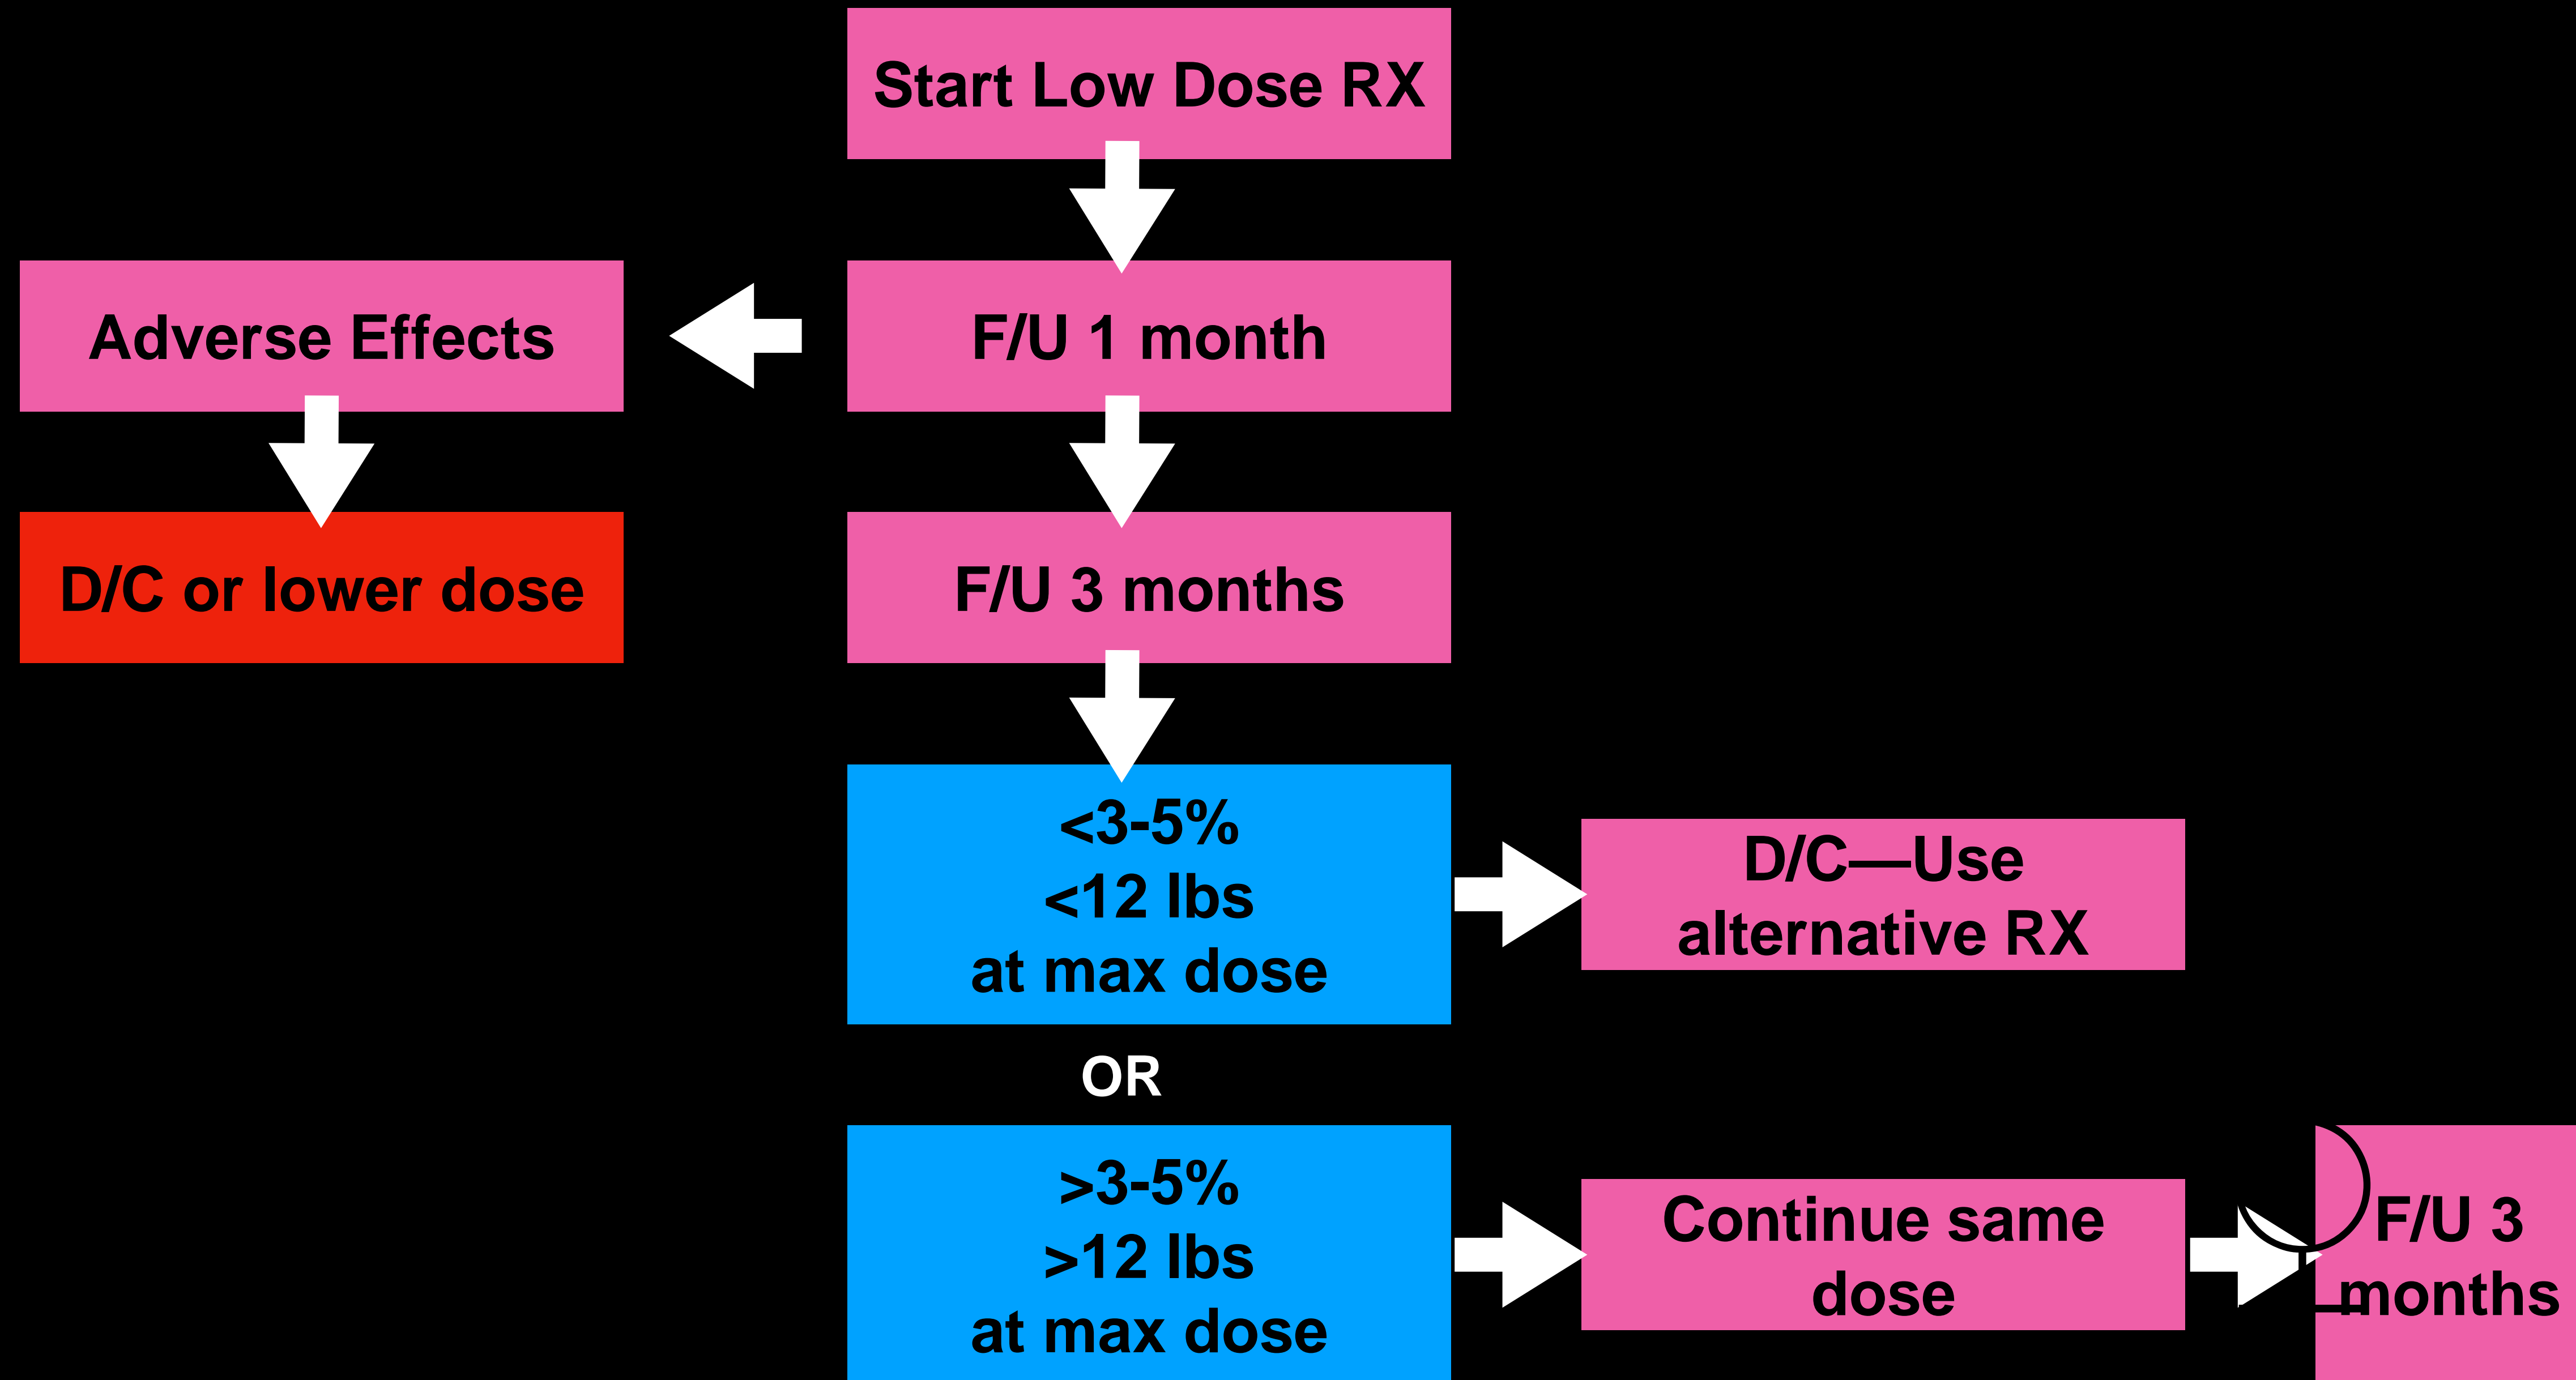 Start Low Dose RX
Adverse Effects
F/U 1 month
D/C or lower dose
F/U 3 months
<3-5%
<12 lbs
at max dose
D/C—Use
alternative RX
OR
>3-5%
>12 lbs
at max dose
Continue same
dose
F/U 3
months